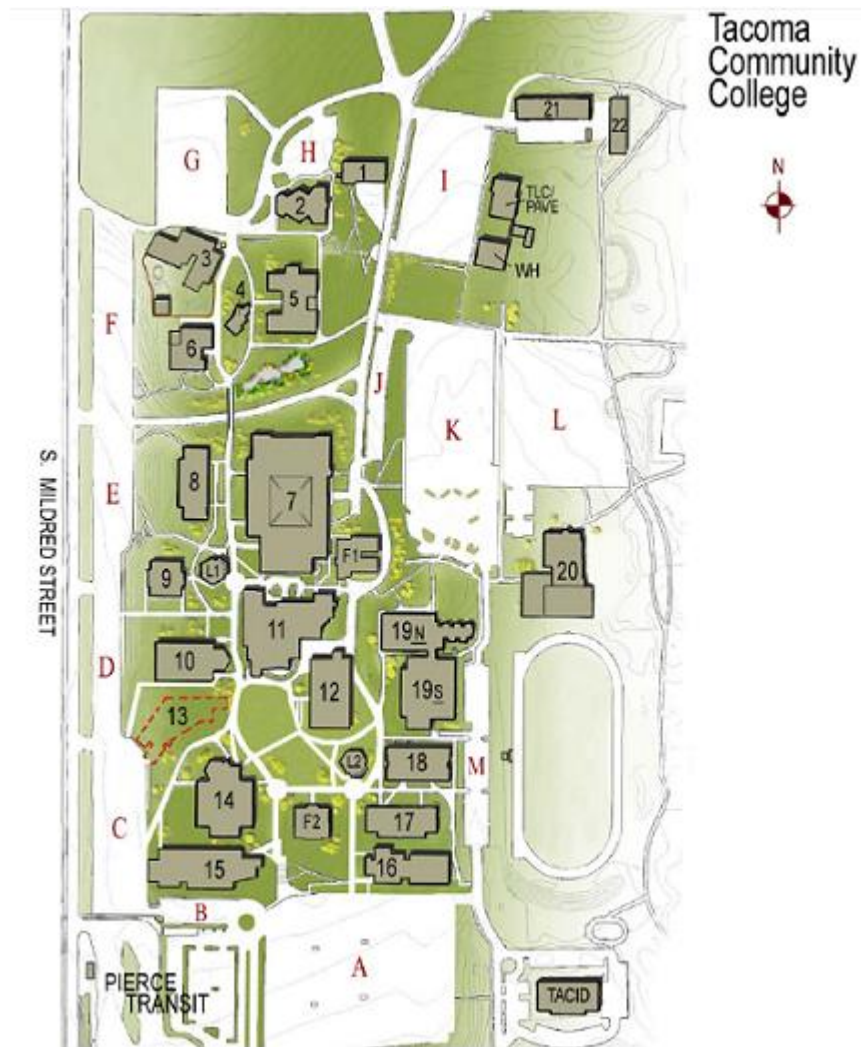 Tacoma
Community
College
N
21
22
G
H
1
I
2
TLC/
PAVE
3
WH
4
5
F
6
J
K
L
S. MILDRED STREET
E
8
7
F1
9
L1
20
11
19N
D
10
12
19S
13
L2
18
M
14
C
F2
17
15
16
B
A
PIERCE
TRANSIT
TACID